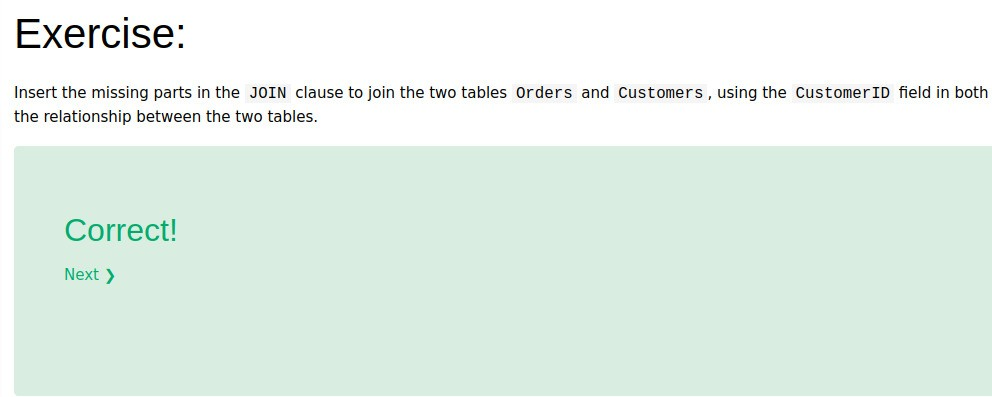 Exercise:
Insert the missing parts in the JOIN clause to join the two tables Orders and Customers, using the CustomerID field in both
the relationship between the two tables.
Correct!
Next ❯